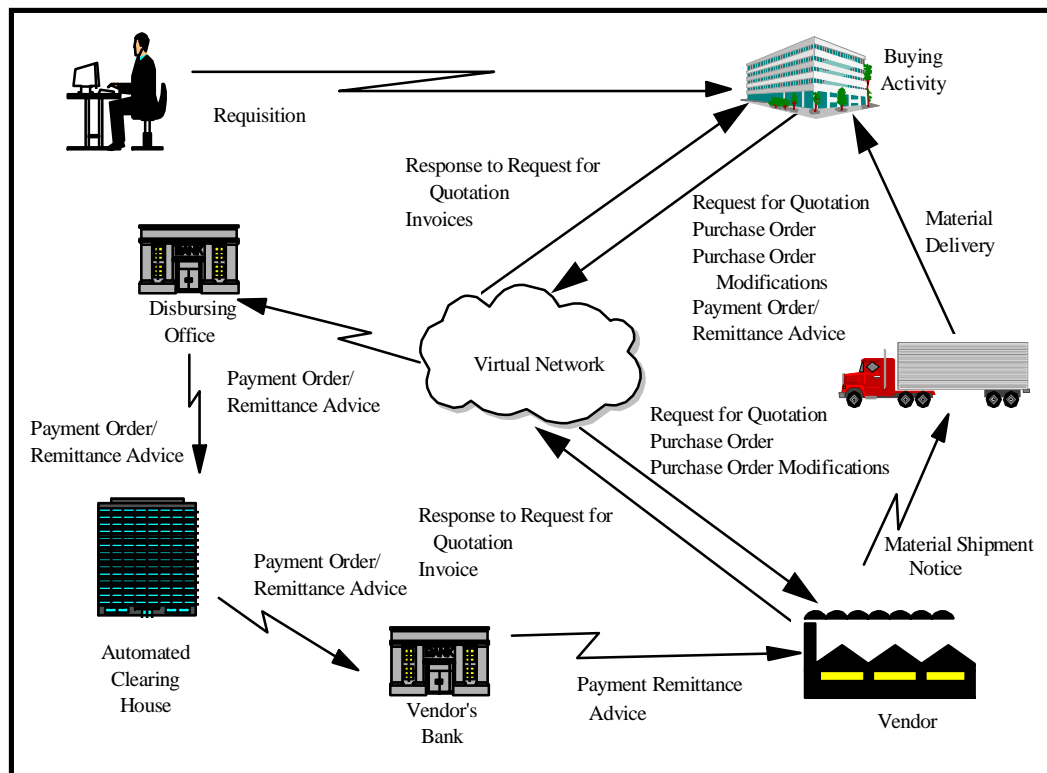 Requisition
Buying
Activity
Response to Request for
Quotation
Invoices
Request for Quotation
Purchase Order
Purchase Order
Modifications
Payment Order/
Remittance Advice
Material
Delivery
BANK
Disbursing
Office
Virtual Network
Payment Order/
Remittance Advice
Payment Order/
Remittance Advice
Request for Quotation
Purchase Order
Purchase Order Modifications
Response to Request for
Quotation
Invoice
Material Shipment
Notice
Payment Order/
Remittance Advice
Automated
Clearing
House
BANK
Vendor's
Bank
Payment Remittance
Advice
Vendor